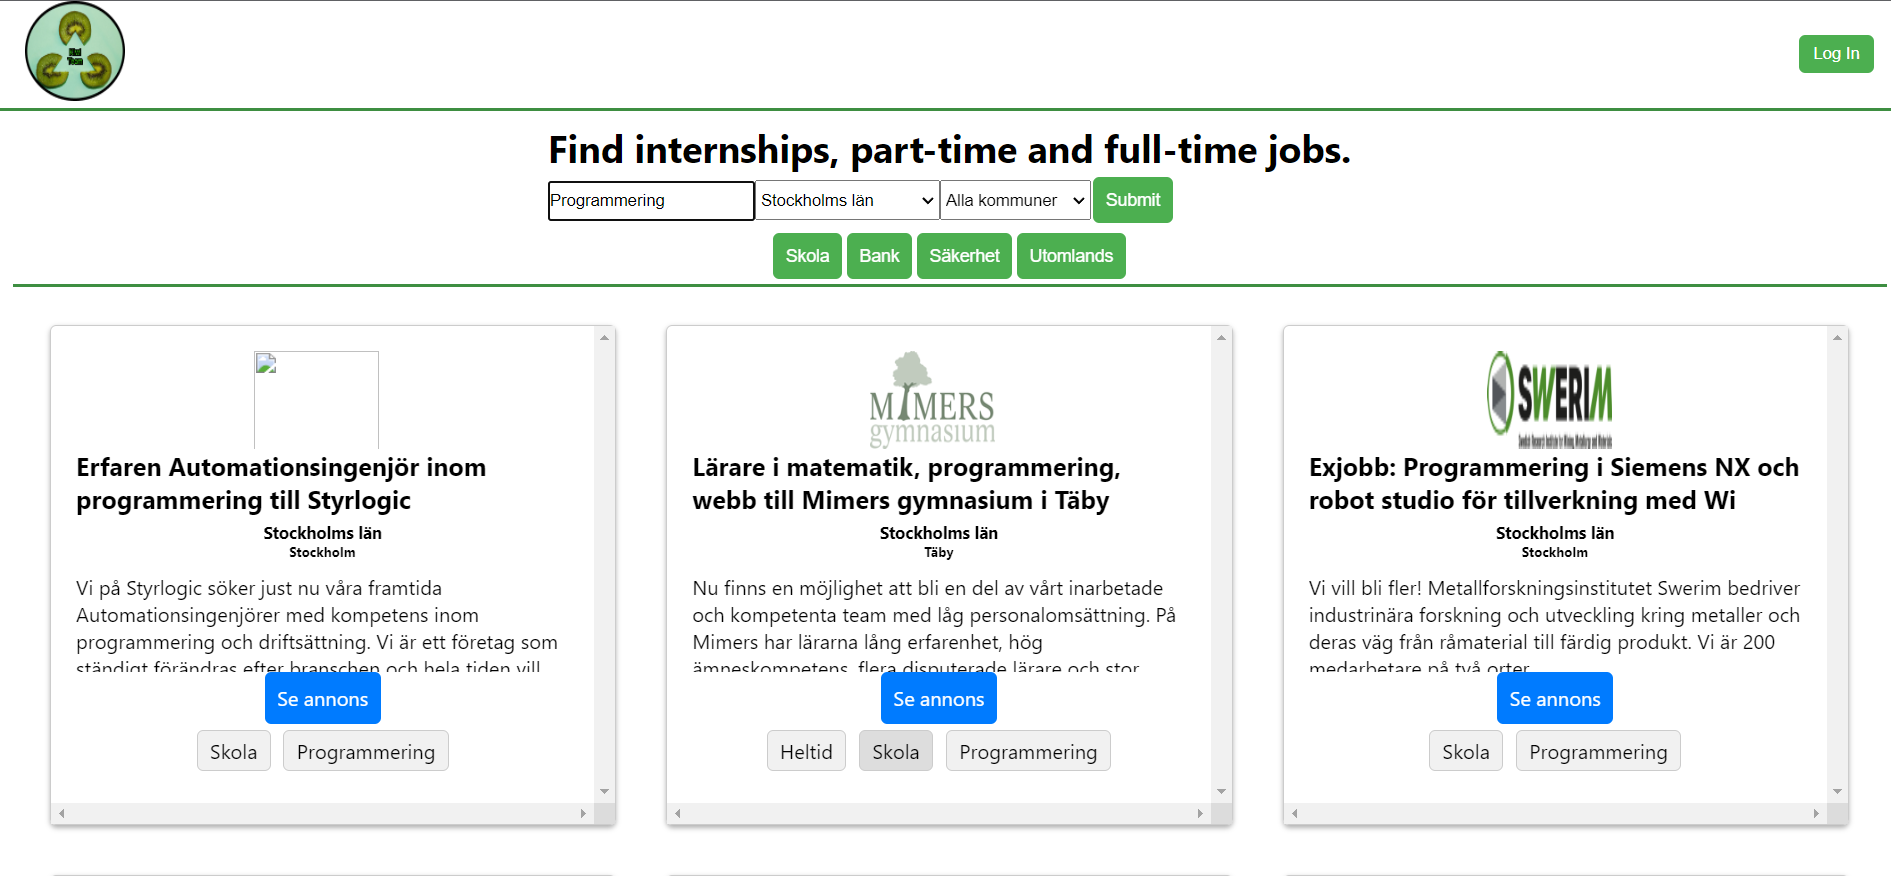 Kiwi
Team
Log In
Find internships, part-time and full-time jobs.
Programmering
Stockholms län
Alla kommuner
Submit
Skola
Bank
Säkerhet
Utomlands
Erfaren Automationsingenjör inom
programmering till Styrlogic
Stockholms län
Stockholm
Vi på Styrlogic söker just nu våra framtida
Automationsingenjörer med kompetens inom
programmering och driftsättning. Vi är ett företag som
ständigt förändras efter branschen och hela tiden vill
Se annons
Skola
Programmering
MIMERS
gymnasium
Lärare i matematik, programmering,
webb till Mimers gymnasium i Täby
Stockholms län
Täby
Nu finns en möjlighet att bli en del av vårt inarbetade
och kompetenta team med låg personalomsättning. På
Mimers har lärarna lång erfarenhet, hög
ämneskompetens, flera disputerade lärare och stor
Se annons
Heltid
Skola
Programmering
SWERIM
Swedish Research Institute for Mining, Metallurgy and Materials
Exjobb: Programmering i Siemens NX och
robot studio för tillverkning med Wi
Stockholms län
Stockholm
Vi vill bli fler! Metallforskningsinstitutet Swerim bedriver
industrinära forskning och utveckling kring metaller och
deras väg från råmaterial till färdig produkt. Vi är 200
medarbetare på två orter
Se annons
Skola
Programmering